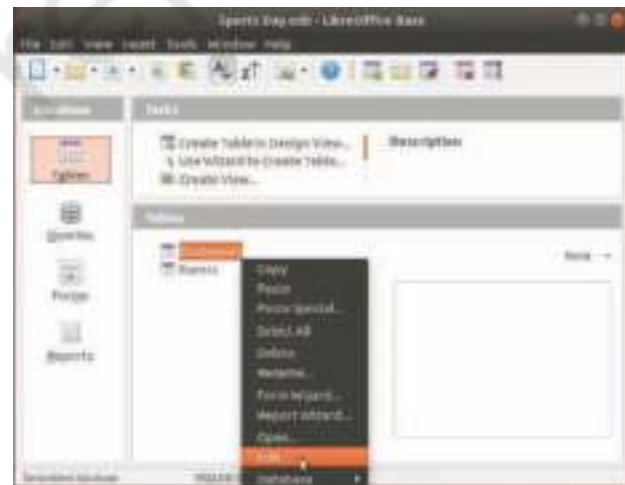 Sports Day.odb - LibreOffice Base
File Edit View Insert Tools Window Help
Database
Tasks
Tables
Create Table in Design View...
Use Wizard to Create Table...
Create View...
Description
Queries
Forms
Reports
Tables
Events
None
Copy
Paste
Paste Special...
Select All
Delete
Rename...
Form Wizard...
Report Wizard...
Open...
Edit...
Database
Embedded database